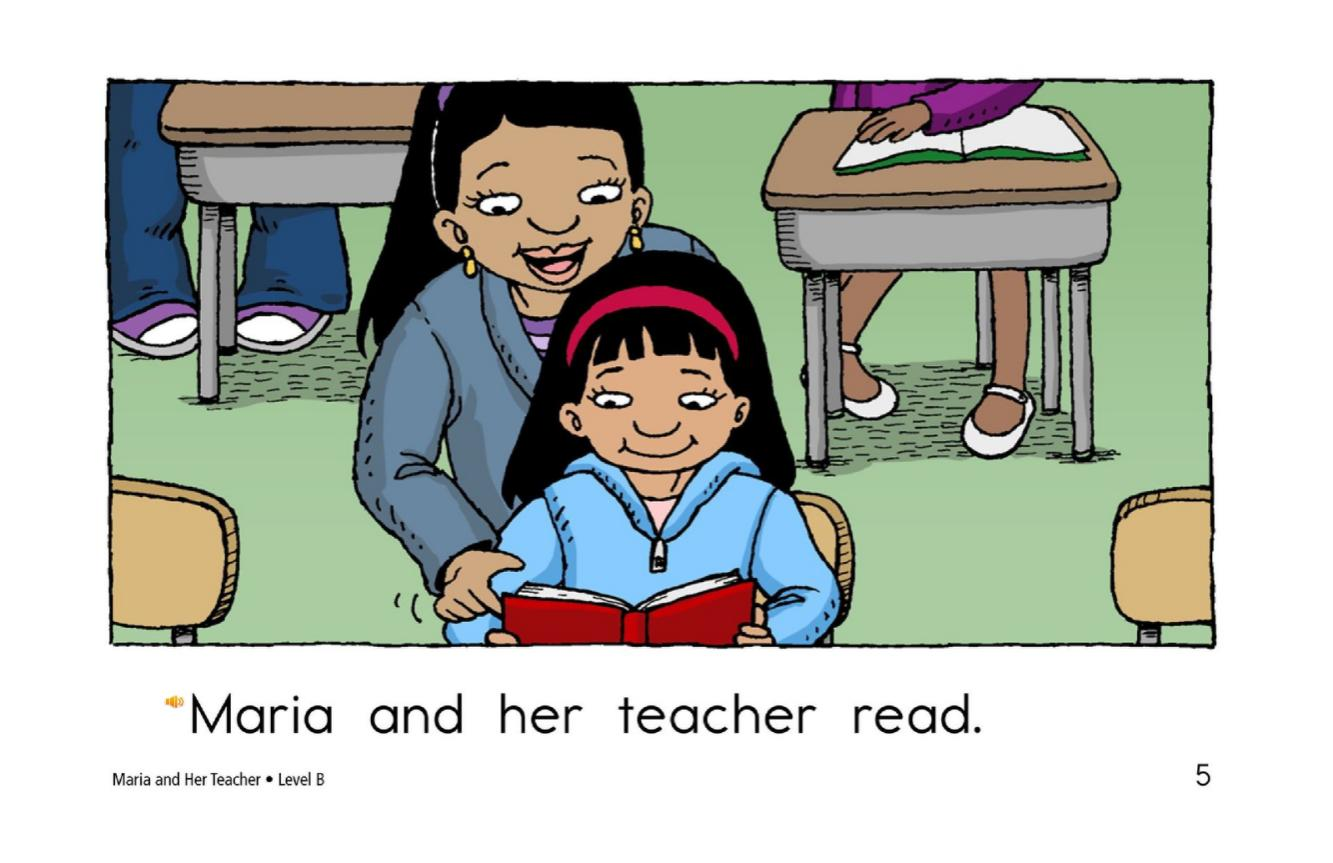 Maria and her teacher read.
Maria and Her Teacher • Level B
5